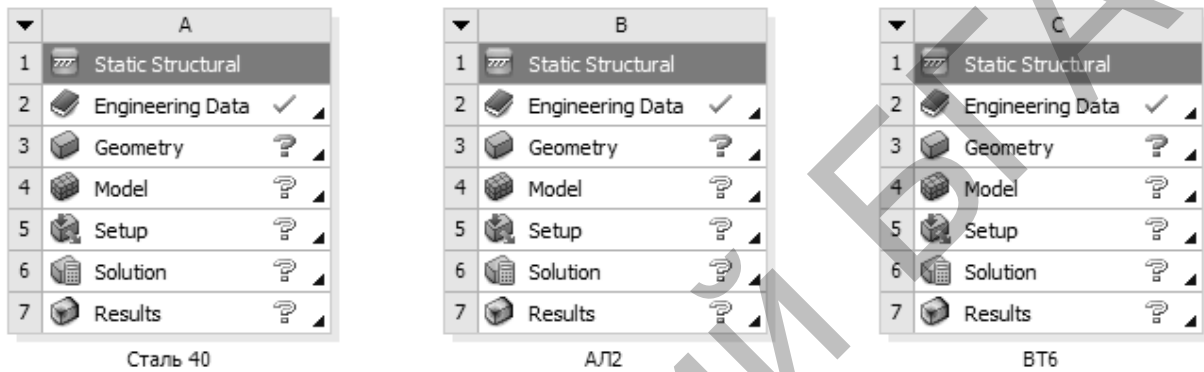 A
1 Static Structural
2 Engineering Data
3 Geometry
4 Model
5 Setup
6 Solution
7 Results
Сталь 40
B
1 Static Structural
2 Engineering Data
3 Geometry
4 Model
5 Setup
6 Solution
7 Results
АЛ2
C
1 Static Structural
2 Engineering Data
3 Geometry
4 Model
5 Setup
6 Solution
7 Results
ВТ6
ИЙ БГА